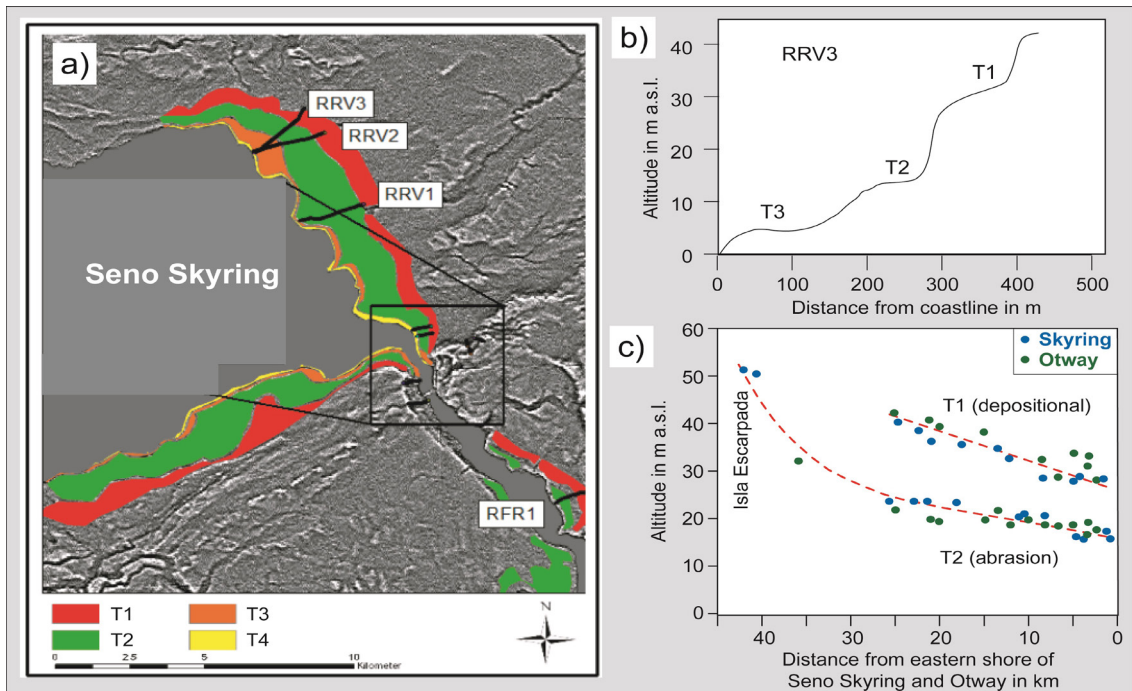 a)
RRV3
RRV2
RRV1
Seno Skyring
RFR1
T1
T3
T2
T4
N
0 2.5 5 10
Kilometer
b)
RRV3
T1
T2
T3
Altitude in m a.s.l.
40
30
20
10
0
0 100 200 300 400 500
Distance from coastline in m
c)
Skyring
Otway
T1 (depositional)
Isla Escarpada
T2 (abrasion)
Altitude in m a.s.l.
60
50
40
30
20
10
0
40 30 20 10 0
Distance from eastern shore of
Seno Skyring and Otway in km